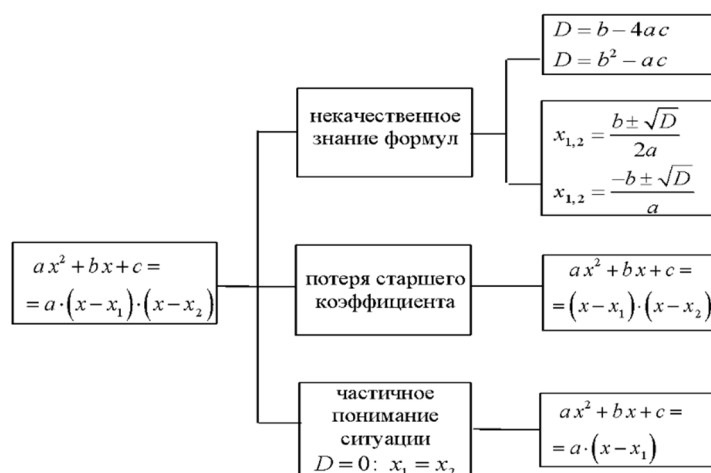 D = b − 4ac
D = b² − ac
некачественное
знание формул
x₁,₂ = (b ± √D) / 2a
x₁,₂ = (−b ± √D) / a
ax² + bx + c =
= a · (x − x₁) · (x − x₂)
потеря старшего
коэффициента
ax² + bx + c =
= (x − x₁) · (x − x₂)
частичное
понимание
ситуации
D = 0: x₁ = x₂
ax² + bx + c =
= a · (x − x₁)